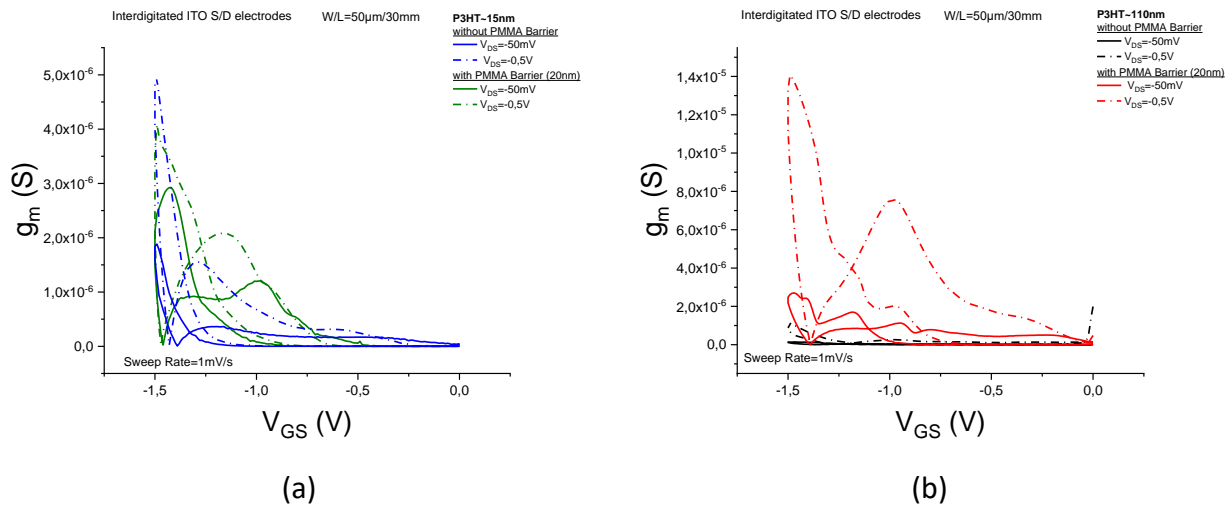 Interdigitated ITO S/D electrodes W/L=50µm/30mm
P3HT~15nm
without PMMA Barrier
V_DS=-50mV
V_DS=-0,5V
with PMMA Barrier (20nm)
V_DS=-50mV
V_DS=-0,5V
5,0x10⁻⁶
4,0x10⁻⁶
3,0x10⁻⁶
2,0x10⁻⁶
1,0x10⁻⁶
0,0
g_m (S)
Sweep Rate=1mV/s
-1,5 -1,0 -0,5 0,0
V_GS (V)
(a)
Interdigitated ITO S/D electrodes W/L=50µm/30mm
P3HT~110nm
without PMMA Barrier
V_DS=-50mV
V_DS=-0,5V
with PMMA Barrier (20nm)
V_DS=-50mV
V_DS=-0,5V
1,4x10⁻⁵
1,2x10⁻⁵
1,0x10⁻⁵
8,0x10⁻⁶
6,0x10⁻⁶
4,0x10⁻⁶
2,0x10⁻⁶
0,0
g_m (S)
Sweep Rate=1mV/s
-1,5 -1,0 -0,5 0,0
V_GS (V)
(b)